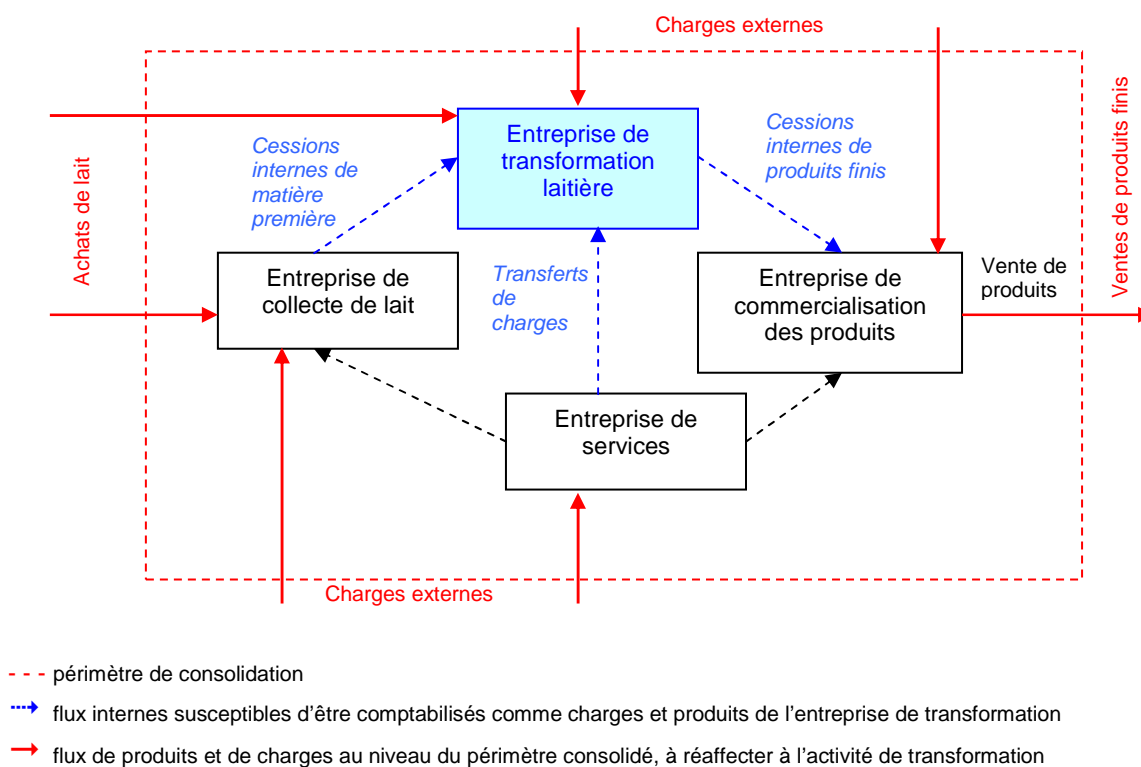 Charges externes
Entreprise de
transformation
laitière
Cessions
internes de
matière
première
Cessions
internes de
produits finis
Achats de lait
Ventes de produits finis
Entreprise de
collecte de lait
Transferts
de
charges
Entreprise de
commercialisation
des produits
Vente de
produits
Entreprise de
services
Charges externes
périmètre de consolidation
flux internes susceptibles d'être comptabilisés comme charges et produits de l'entreprise de transformation
flux de produits et de charges au niveau du périmètre consolidé, à réaffecter à l'activité de transformation